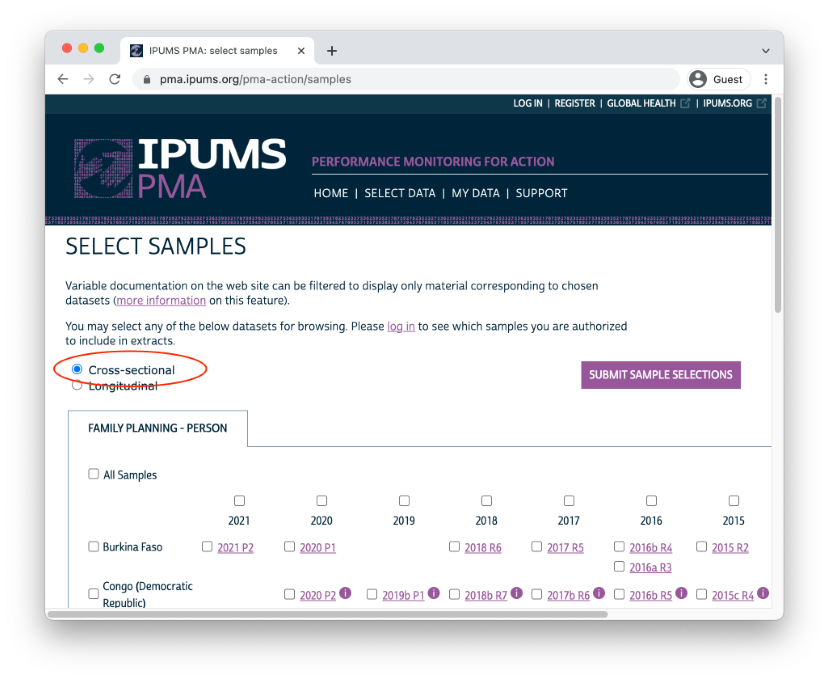 IPUMS PMA: select samples
pma.ipums.org/pma-action/samples
Guest
LOG IN | REGISTER | GLOBAL HEALTH | IPUMS.ORG
IPUMS
PMA
PERFORMANCE MONITORING FOR ACTION
HOME | SELECT DATA | MY DATA | SUPPORT
SELECT SAMPLES
Variable documentation on the web site can be filtered to display only material corresponding to chosen
datasets (more information on this feature).
You may select any of the below datasets for browsing. Please log in to see which samples you are authorized
to include in extracts.
Cross-sectional
Longitudinal
SUBMIT SAMPLE SELECTIONS
FAMILY PLANNING - PERSON
All Samples
2021 2020 2019 2018 2017 2016 2015
Burkina Faso 2021 P2 2020 P1 2018 R6 2017 R5 2016b R4 2015 R2
2016a R3
Congo (Democratic
Republic) 2020 P2 2019b P1 2018b R7 2017b R6 2016b R5 2015c R4